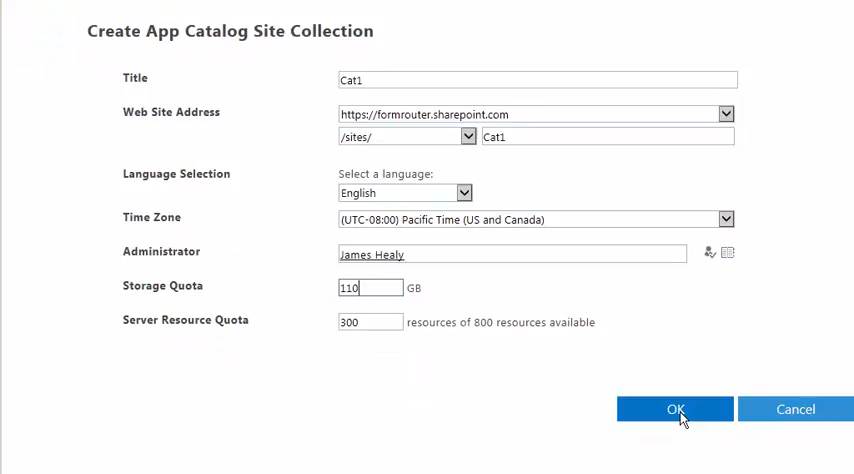 Create App Catalog Site Collection
Title
Cat1
Web Site Address
https://formrouter.sharepoint.com
/sites/ Cat1
Language Selection
Select a language:
English
Time Zone
(UTC-08:00) Pacific Time (US and Canada)
Administrator
James Healy
Storage Quota
110 GB
Server Resource Quota
300 resources of 800 resources available
OK Cancel